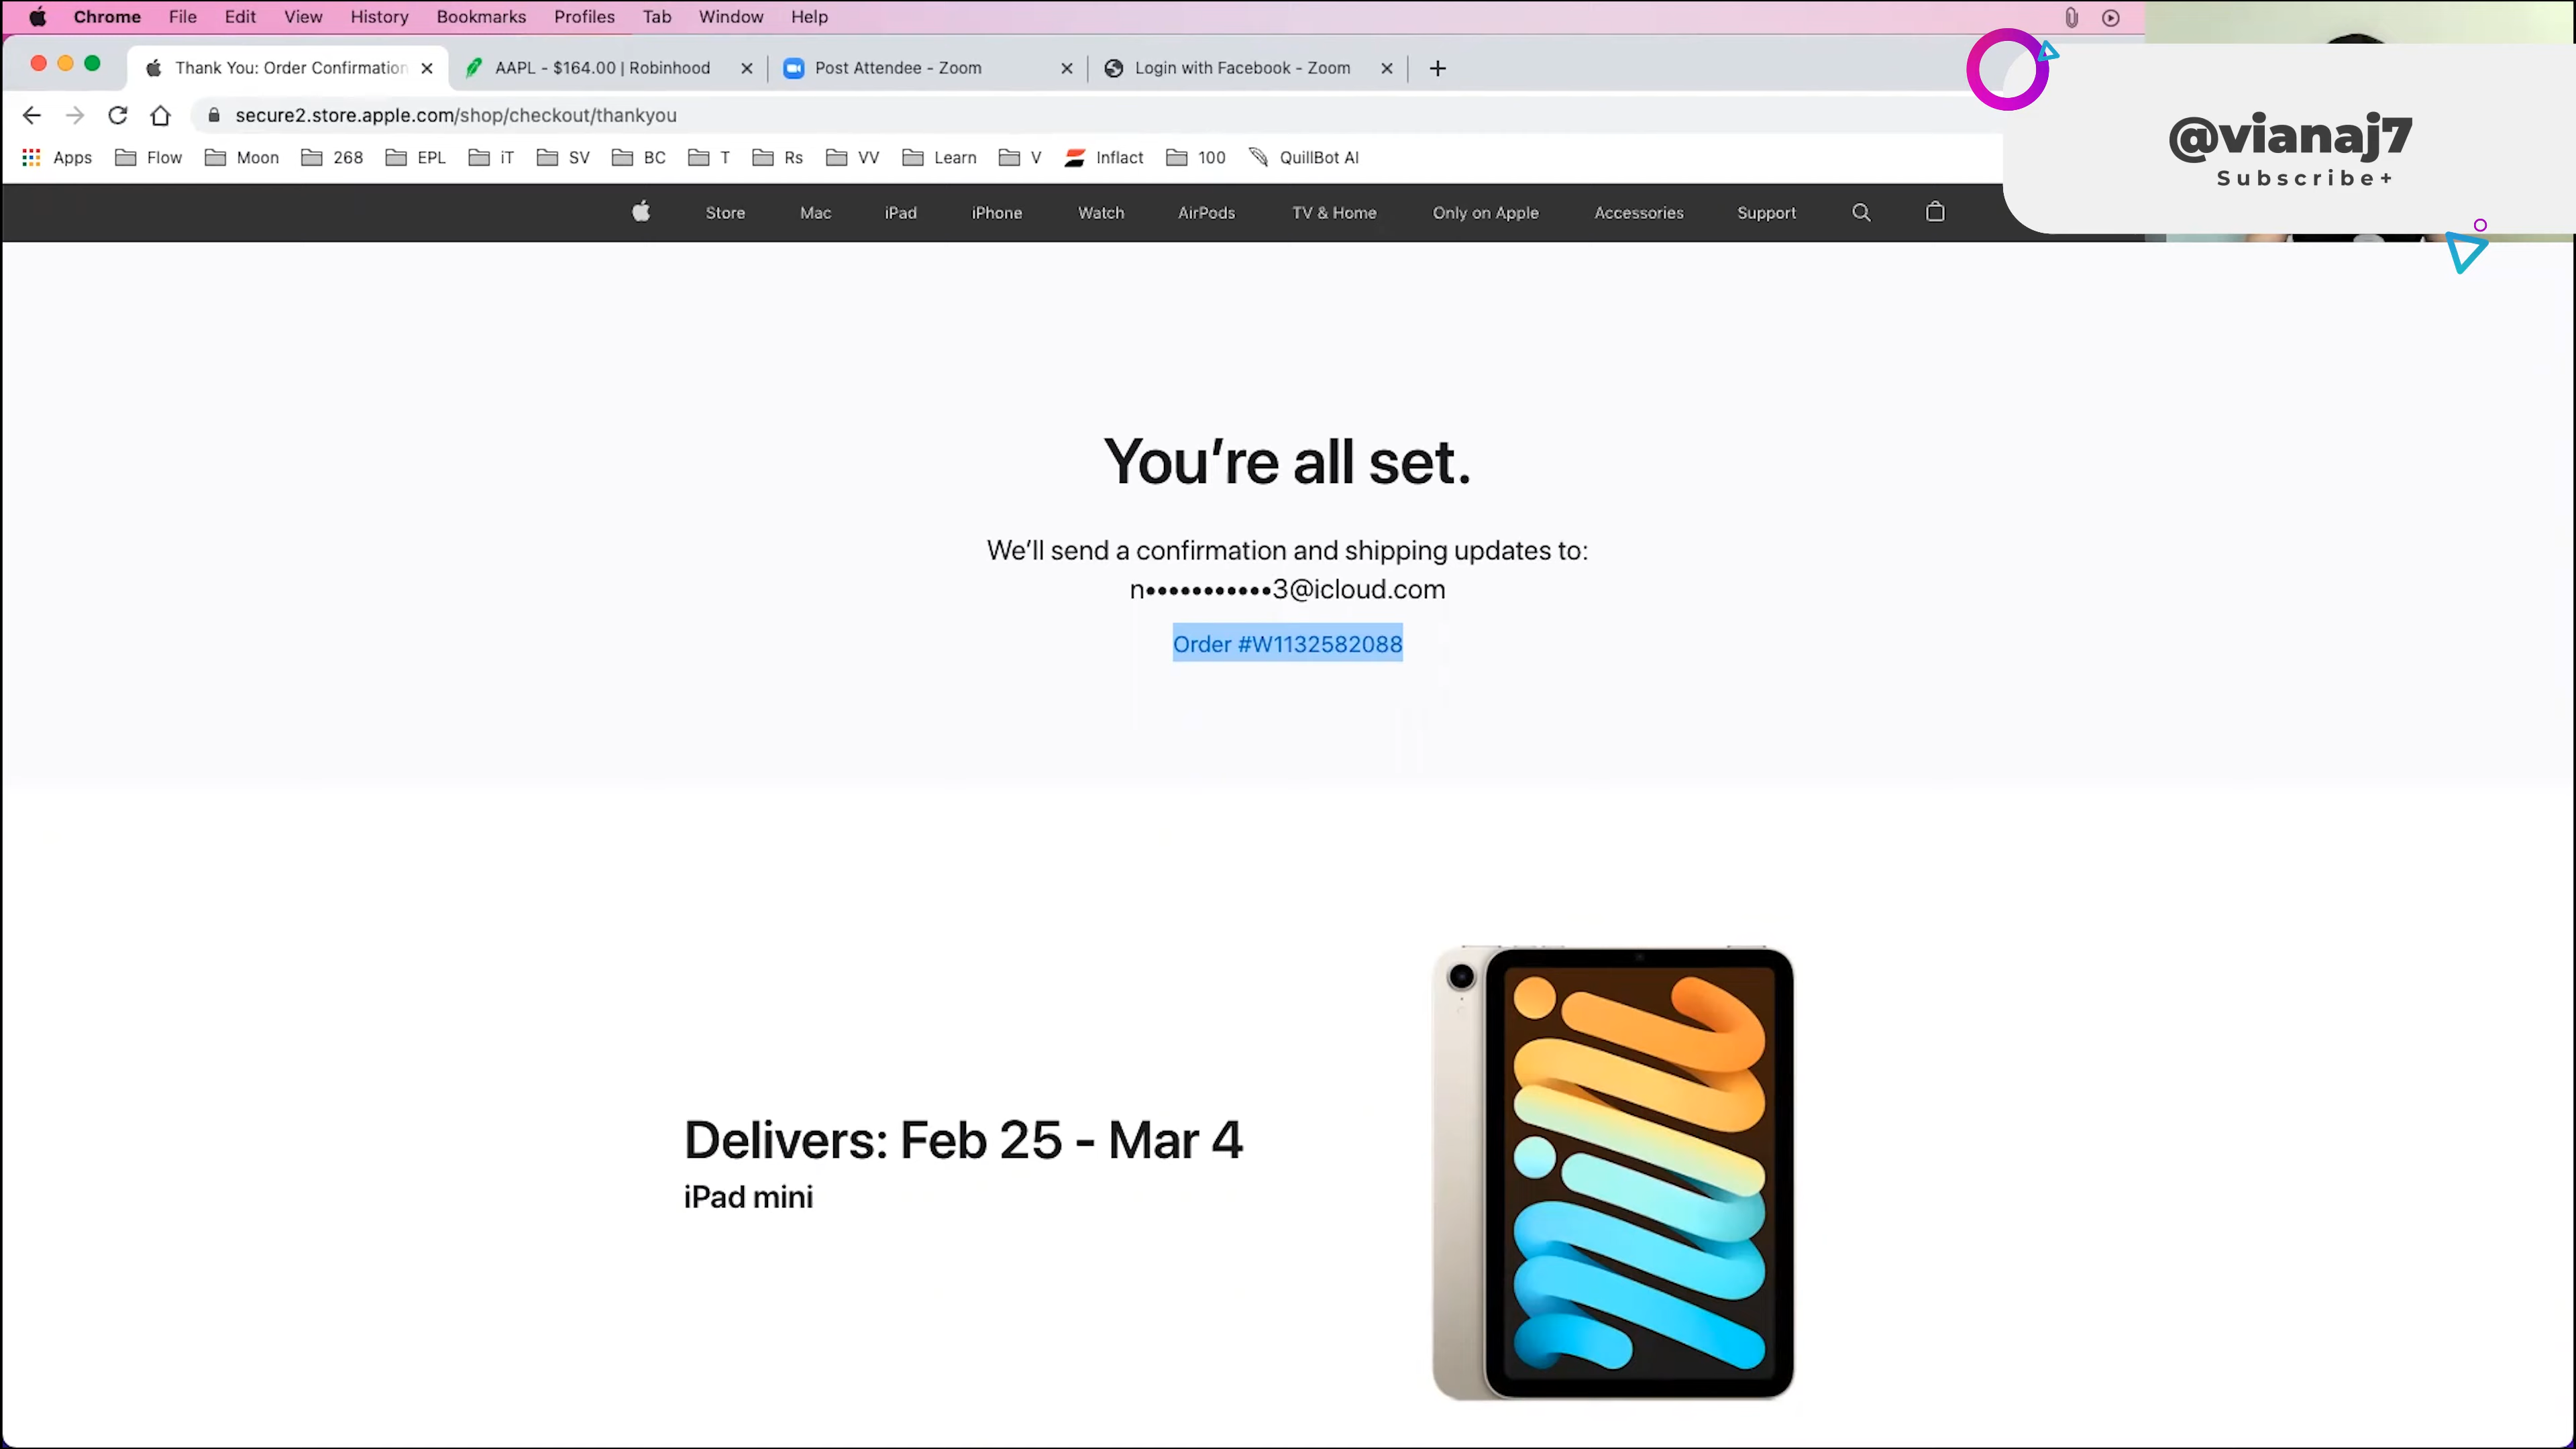 Chrome File Edit View History Bookmarks Profiles Tab Window Help
Thank You: Order Confirmation AAPL - $164.00 | Robinhood Post Attendee - Zoom Login with Facebook - Zoom
secure2.store.apple.com/shop/checkout/thankyou
@vianaj7
Subscribe+
Apps Flow Moon 268 EPL iT SV BC T Rs VV Learn V Inflact 100 QuillBot AI
Store Mac iPad iPhone Watch AirPods TV & Home Only on Apple Accessories Support
You're all set.
We'll send a confirmation and shipping updates to:
n•••••••••••3@icloud.com
Order #W1132582088
Delivers: Feb 25 - Mar 4
iPad mini